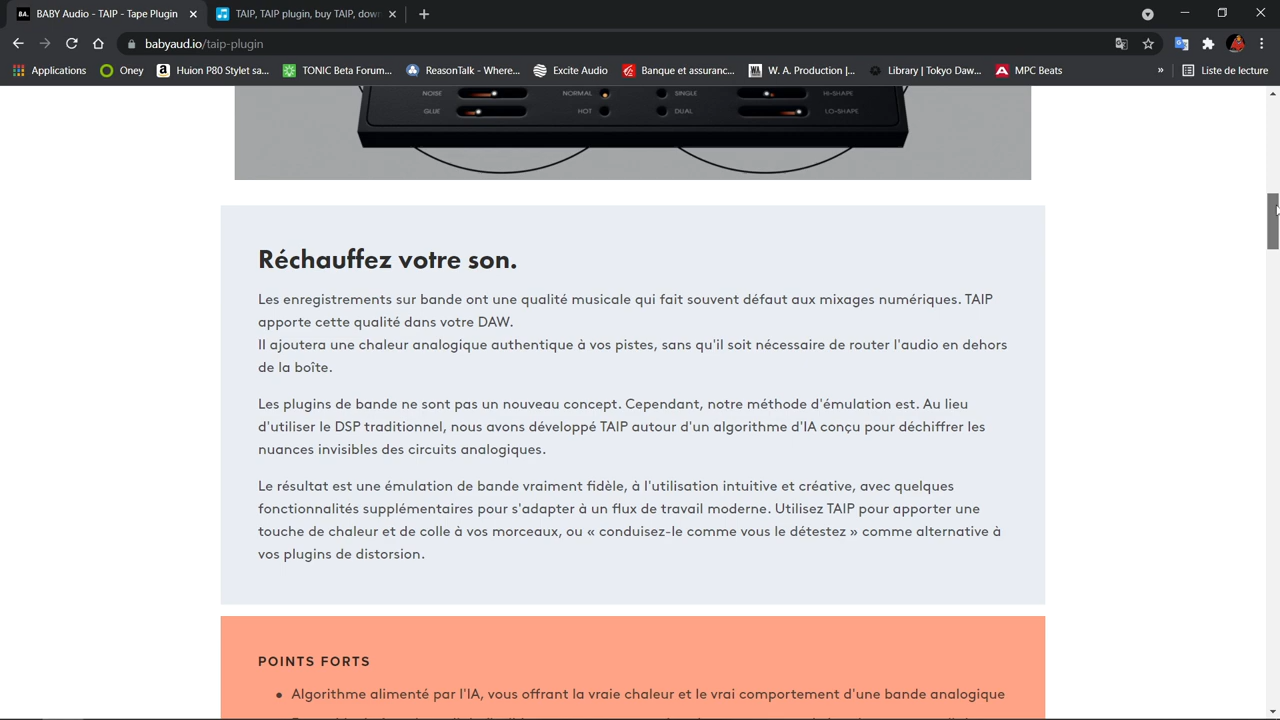 BABY Audio - TAIP - Tape Plugin
TAIP, TAIP plugin, buy TAIP, dow
babyaud.io/taip-plugin
Applications
Oney
Huion P80 Stylet sa...
TONIC Beta Forum...
ReasonTalk - Where...
Excite Audio
Banque et assuranc...
W. A. Production |...
Library | Tokyo Daw...
MPC Beats
»
Liste de lecture
NOISE NORMAL SINGLE HI-SHAPE
GLUE HOT DUAL LO-SHAPE
Réchauffez votre son.
Les enregistrements sur bande ont une qualité musicale qui fait souvent défaut aux mixages numériques. TAIP
apporte cette qualité dans votre DAW.
Il ajoutera une chaleur analogique authentique à vos pistes, sans qu'il soit nécessaire de router l'audio en dehors
de la boîte.
Les plugins de bande ne sont pas un nouveau concept. Cependant, notre méthode d'émulation est. Au lieu
d'utiliser le DSP traditionnel, nous avons développé TAIP autour d'un algorithme d'IA conçu pour déchiffrer les
nuances invisibles des circuits analogiques.
Le résultat est une émulation de bande vraiment fidèle, à l'utilisation intuitive et créative, avec quelques
fonctionnalités supplémentaires pour s'adapter à un flux de travail moderne. Utilisez TAIP pour apporter une
touche de chaleur et de colle à vos morceaux, ou « conduisez-le comme vous le détestez » comme alternative à
vos plugins de distorsion.
POINTS FORTS
• Algorithme alimenté par l'IA, vous offrant la vraie chaleur et le vrai comportement d'une bande analogique